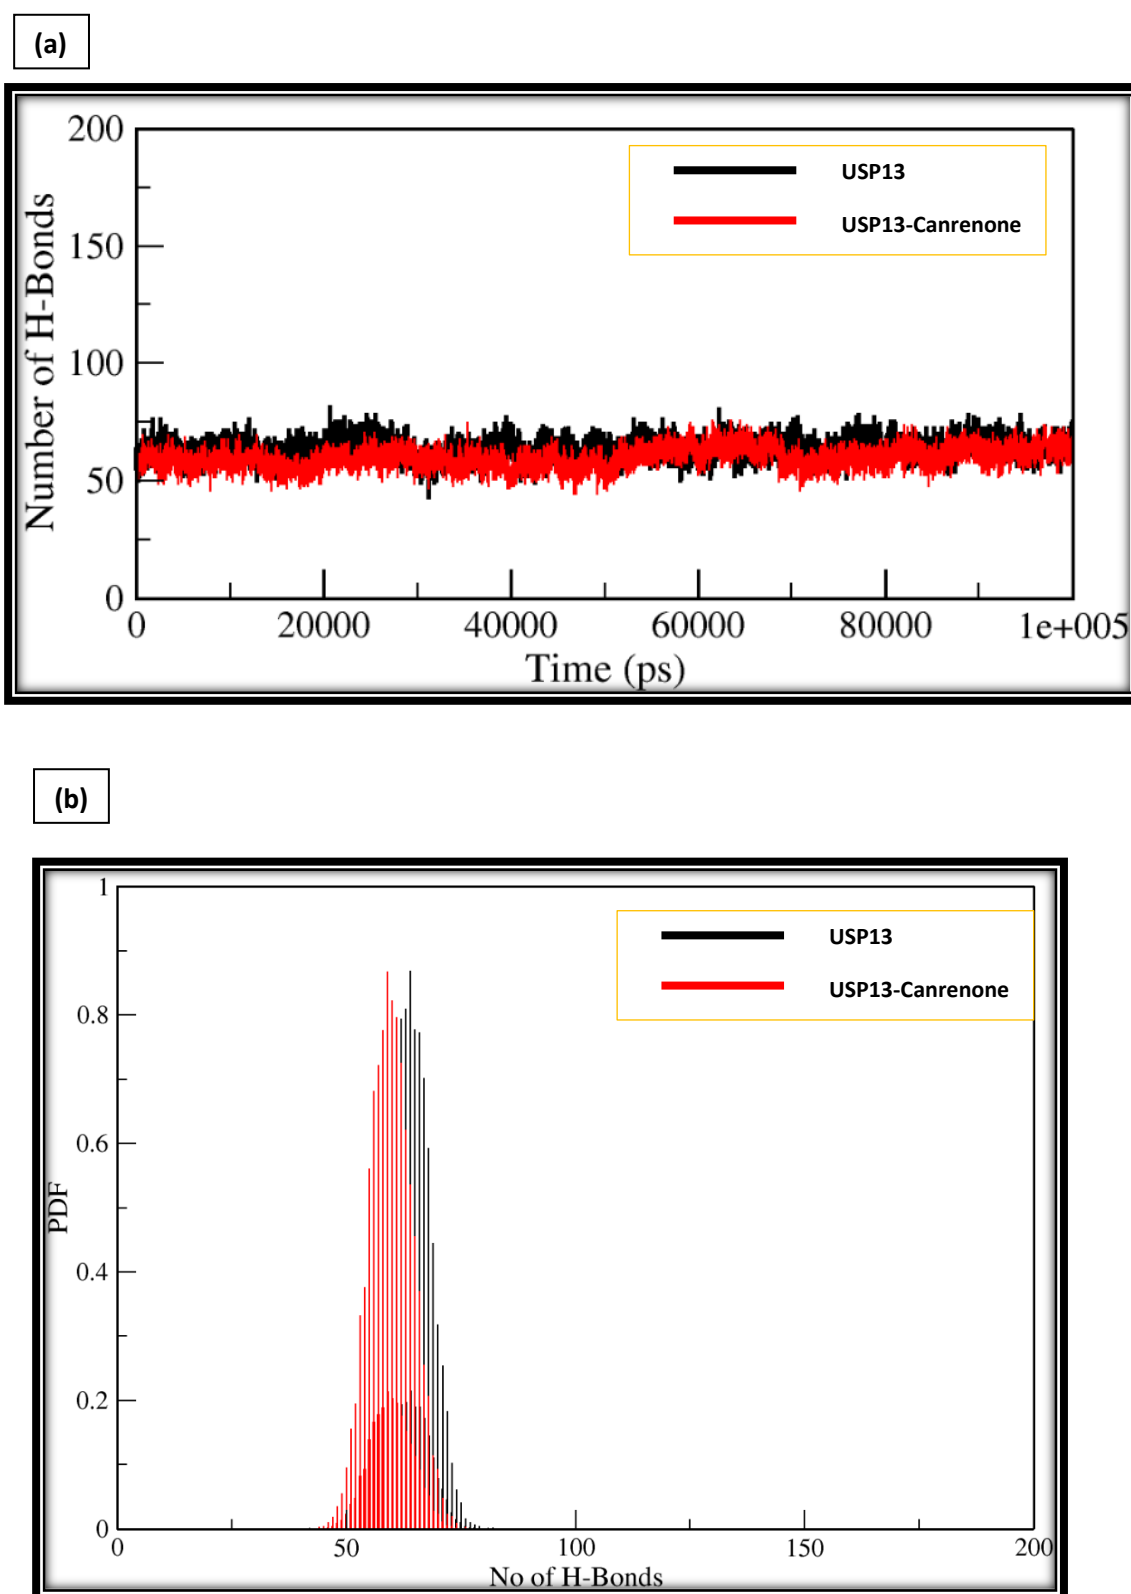 (a)
200
150
100
50
0
Number of H-Bonds
USP13
USP13-Canrenone
0 20000 40000 60000 80000 1e+005
Time (ps)
(b)
1
0.8
0.6
0.4
0.2
0
PDF
USP13
USP13-Canrenone
0 50 100 150 200
No of H-Bonds